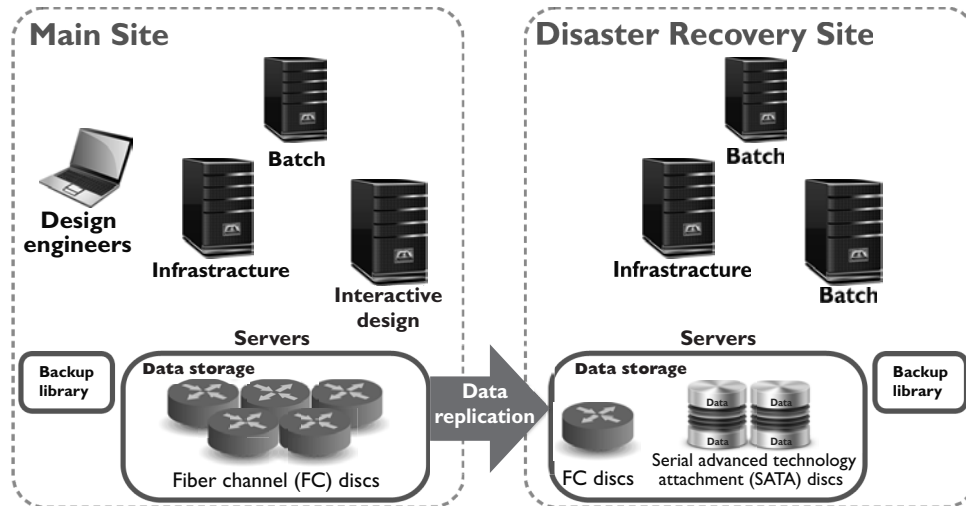 Main Site
Batch
Design
engineers
Infrastracture
Interactive
design
Servers
Backup
library
Data storage
Fiber channel (FC) discs
Data
replication
Disaster Recovery Site
Batch
Infrastracture
Batch
Servers
Data storage
FC discs
Data
Data
Data
Data
Serial advanced technology
attachment (SATA) discs
Backup
library